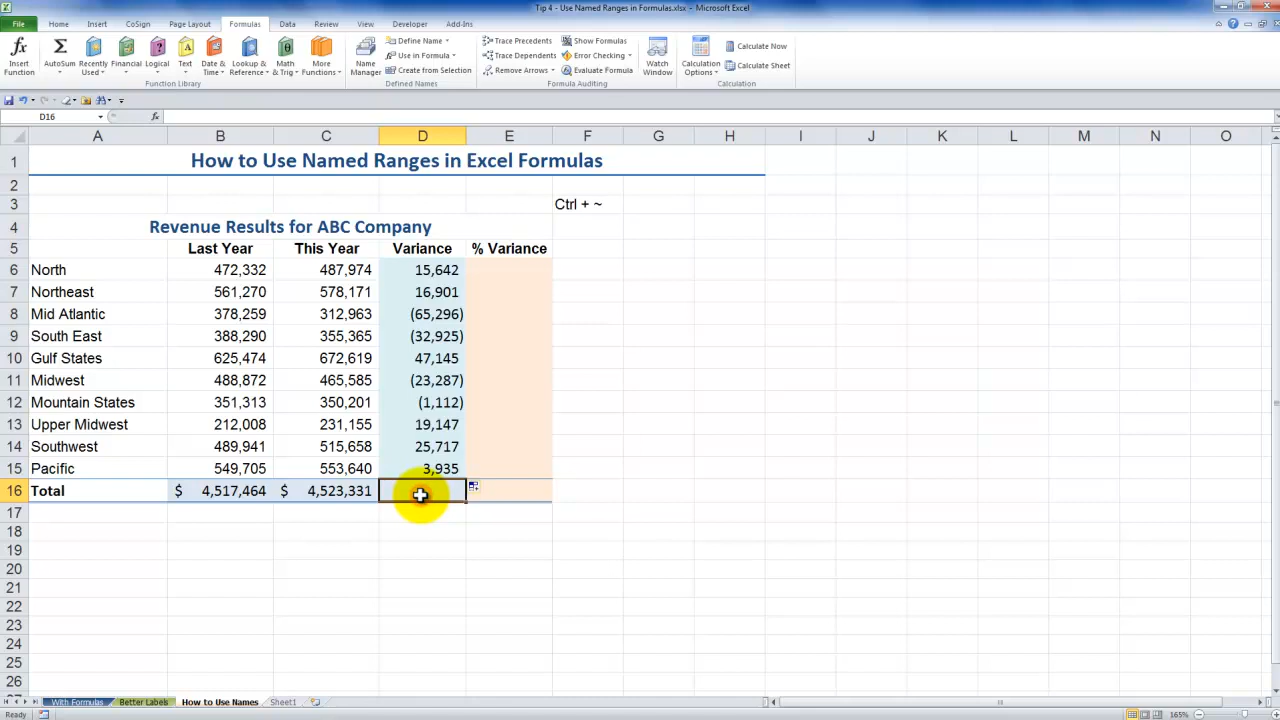 Tip 4 - Use Named Ranges in Formulas.xlsx - Microsoft Excel
File Home Insert CoSign Page Layout Formulas Data Review View Developer Add-Ins
Insert Function
AutoSum
Recently Used
Financial
Logical
Text
Date & Time
Lookup & Reference
Math & Trig
More Functions
Function Library
Name Manager
Define Name
Use in Formula
Create from Selection
Defined Names
Trace Precedents
Trace Dependents
Remove Arrows
Show Formulas
Error Checking
Evaluate Formula
Formula Auditing
Watch Window
Calculation Options
Calculate Now
Calculate Sheet
Calculation
D16 fx
A B C D E F G H I J K L M N O
1 How to Use Named Ranges in Excel Formulas
2
3 Ctrl + ~
4 Revenue Results for ABC Company
5 Last Year This Year Variance % Variance
6 North 472,332 487,974 15,642
7 Northeast 561,270 578,171 16,901
8 Mid Atlantic 378,259 312,963 (65,296)
9 South East 388,290 355,365 (32,925)
10 Gulf States 625,474 672,619 47,145
11 Midwest 488,872 465,585 (23,287)
12 Mountain States 351,313 350,201 (1,112)
13 Upper Midwest 212,008 231,155 19,147
14 Southwest 489,941 515,658 25,717
15 Pacific 549,705 553,640 3,935
16 Total $ 4,517,464 $ 4,523,331
17
18
19
20
21
22
23
24
25
26
With Formulas Better Labels How to Use Names Sheet1
Ready 165%